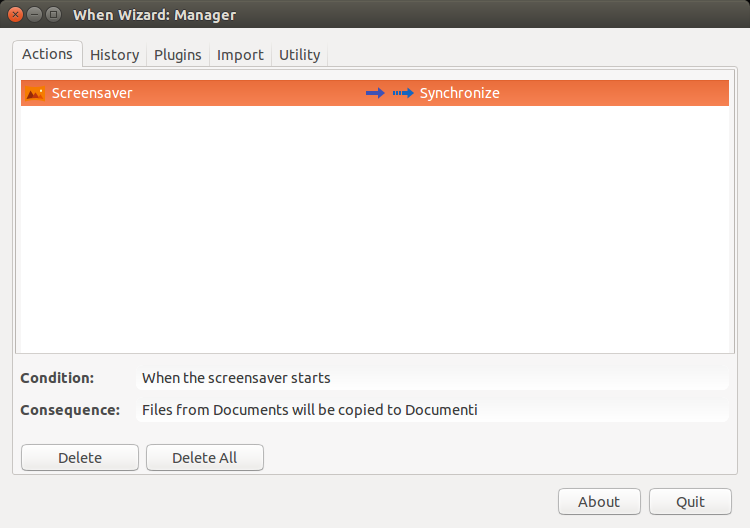 When Wizard: Manager
Actions History Plugins Import Utility
Screensaver Synchronize
Condition: When the screensaver starts
Consequence: Files from Documents will be copied to Documenti
Delete Delete All
About Quit